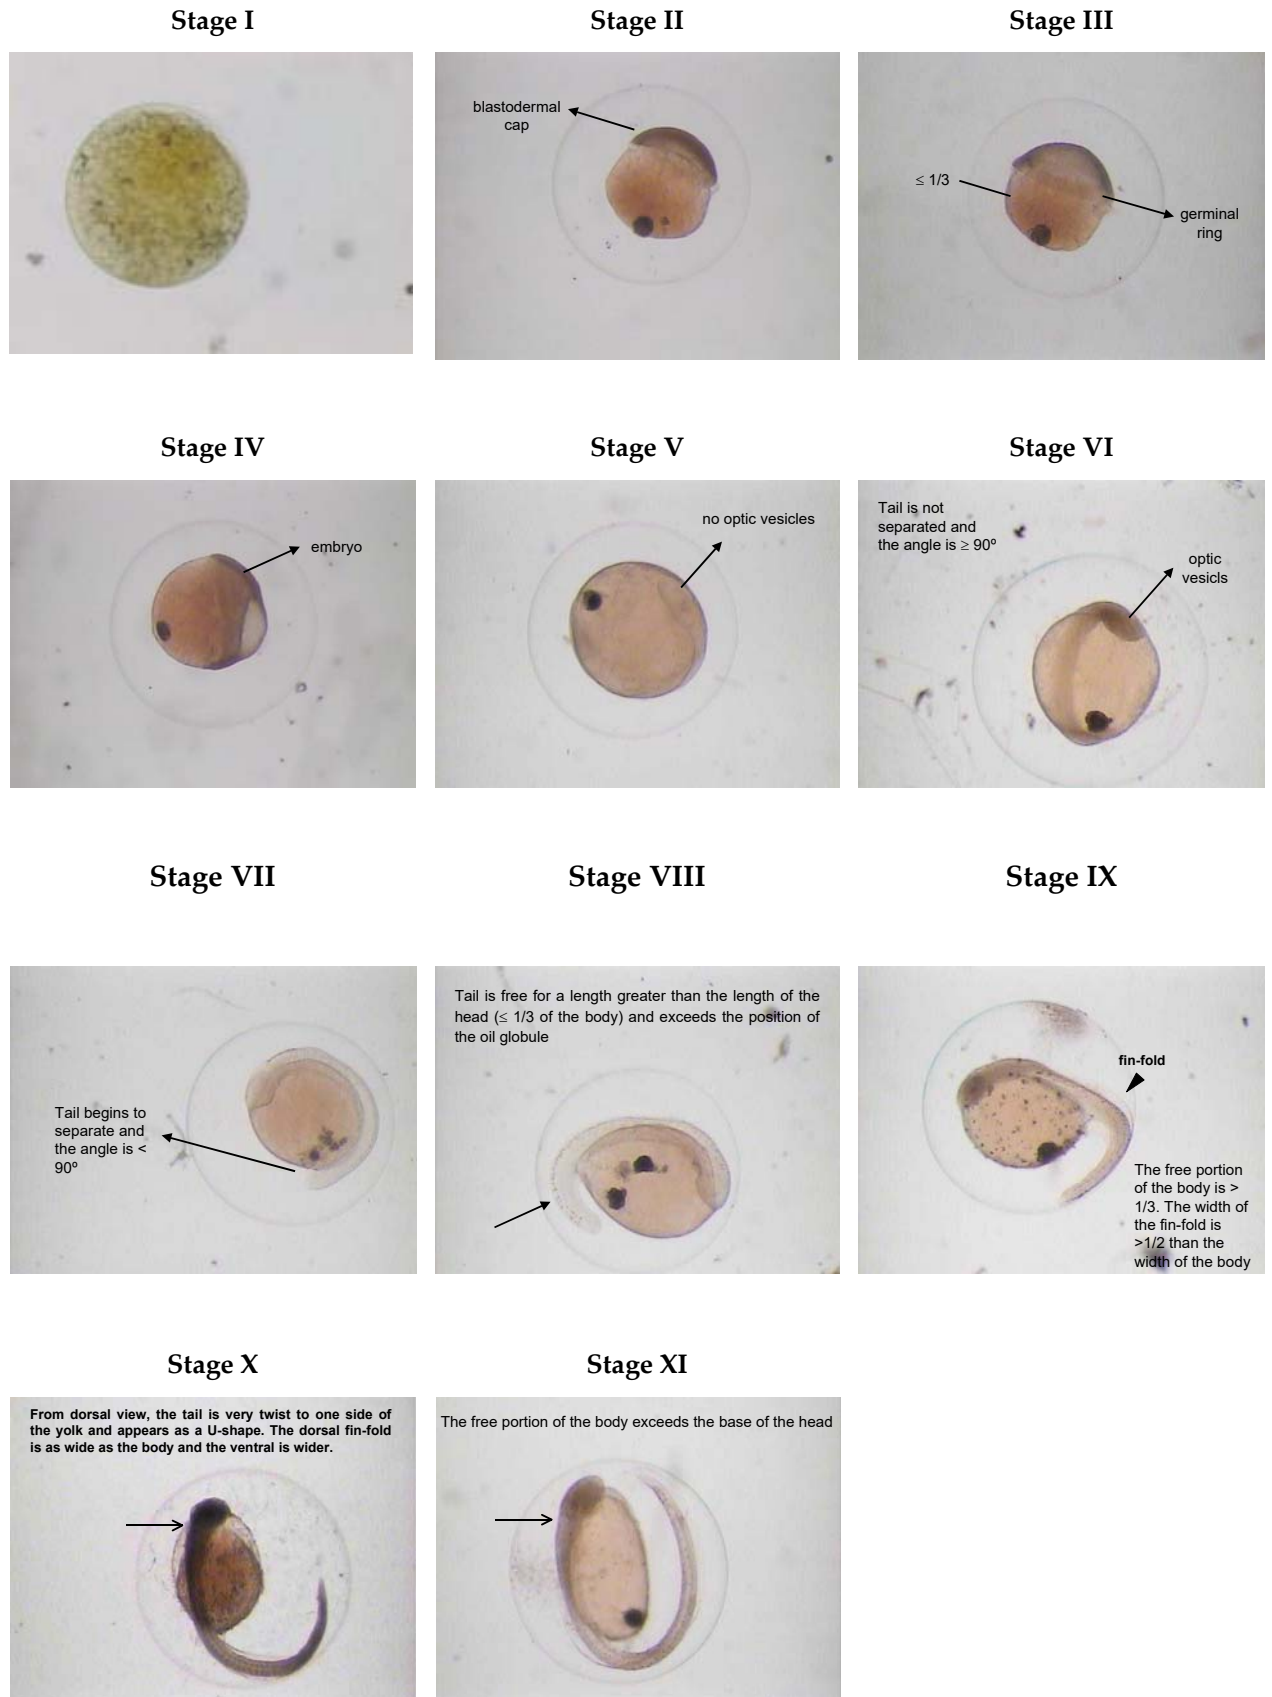 Stage I
Stage II
Stage III
blastodermal
cap
≤ 1/3
germinal
ring
Stage IV
Stage V
Stage VI
embryo
no optic vesicles
Tail is not
separated and
the angle is ≥ 90º
optic
vesicls
Stage VII
Stage VIII
Stage IX
Tail begins to
separate and
the angle is <
90º
Tail is free for a length greater than the length of the
head (≤ 1/3 of the body) and exceeds the position of
the oil globule
fin-fold
The free portion
of the body is >
1/3. The width of
the fin-fold is
>1/2 than the
width of the body
Stage X
Stage XI
From dorsal view, the tail is very twist to one side of
the yolk and appears as a U-shape. The dorsal fin-fold
is as wide as the body and the ventral is wider.
The free portion of the body exceeds the base of the head